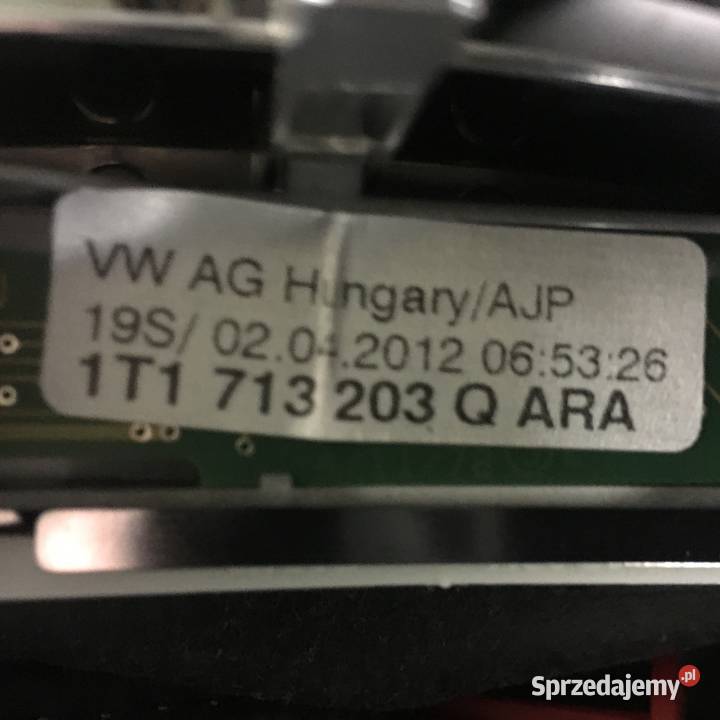 VW AG Hungary/AJP
19S/ 02.04.2012 06:53:26
1T1 713 203 Q ARA
Sprzedajemy.pl